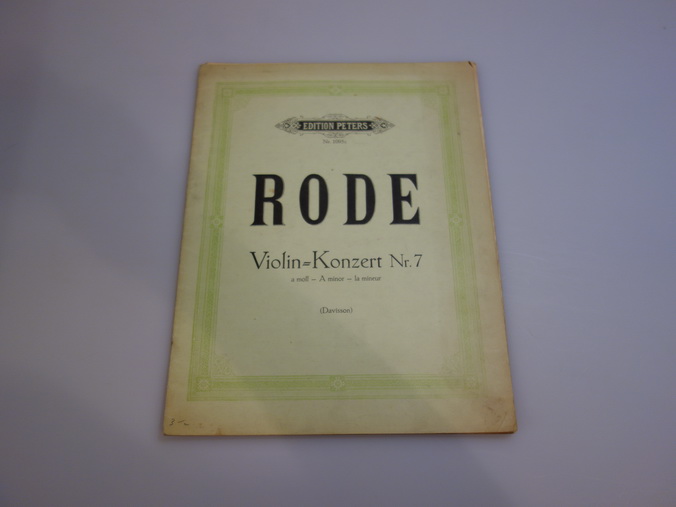 EDITION PETERS
RODE
Violin=Konzert Nr. 7
a moll – A minor – la mineur
(Davisson)